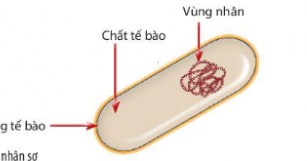 Vùng nhân
Chất tế bào
tế bào
nhân sơ